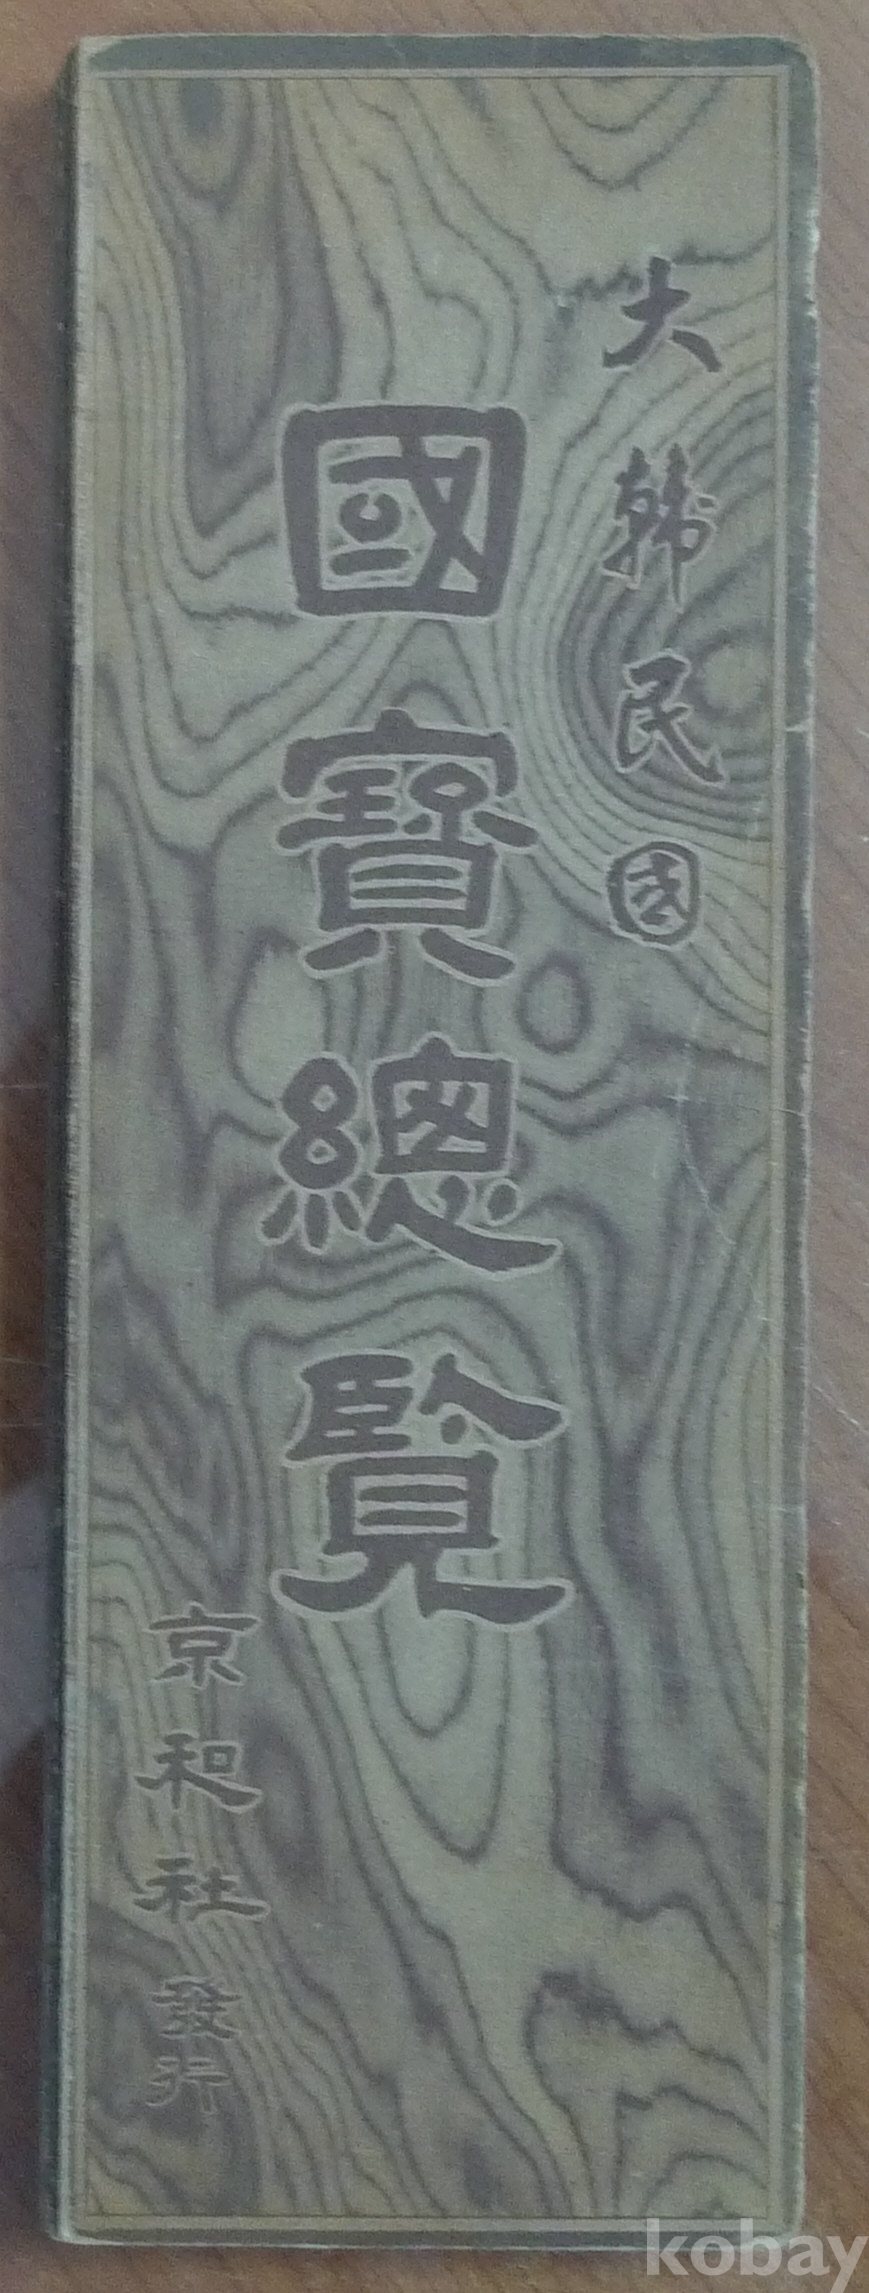 大韓民國
國寶總覽
京和社 發行
kobay